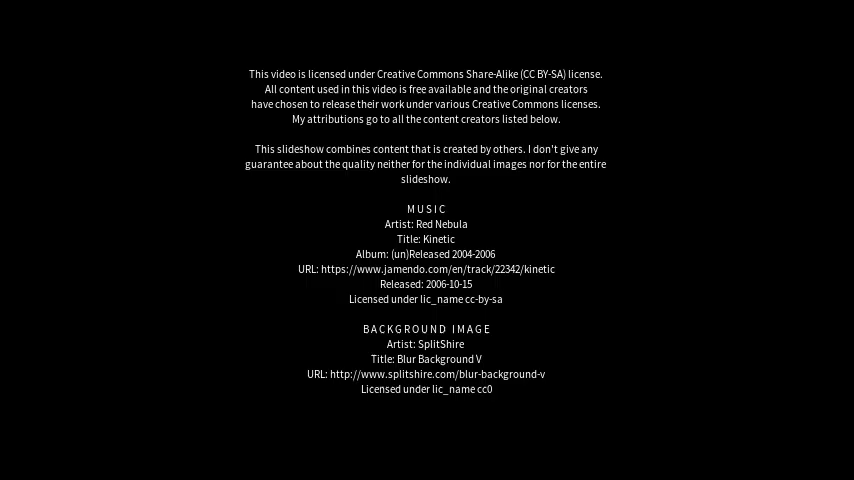 This video is licensed under Creative Commons Share-Alike (CC BY-SA) license.
All content used in this video is free available and the original creators
have chosen to release their work under various Creative Commons licenses.
My attributions go to all the content creators listed below.
This slideshow combines content that is created by others. I don't give any
guarantee about the quality neither for the individual images nor for the entire
slideshow.
MUSIC
Artist: Red Nebula
Title: Kinetic
Album: (un)Released 2004-2006
URL: https://www.jamendo.com/en/track/22342/kinetic
Released: 2006-10-15
Licensed under lic_name cc-by-sa
BACKGROUND IMAGE
Artist: SplitShire
Title: Blur Background V
URL: http://www.splitshire.com/blur-background-v
Licensed under lic_name cc0